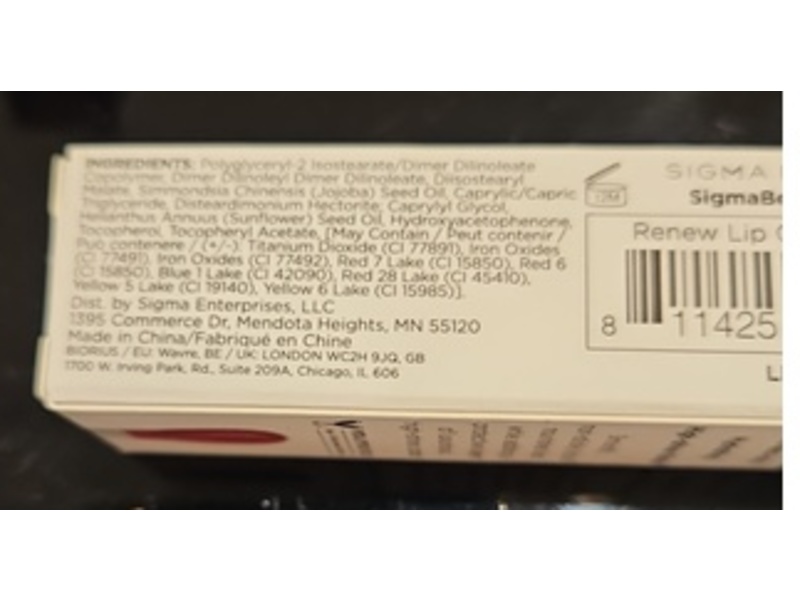 INGREDIENTS: Polyglyceryl-2 Isostearate/Dimer Dilinoleate
Copolymer, Dimer Dilinoleyl Dimer Dilinoleate, Diisostearyl
Malate, Simmondsia Chinensis (Jojoba) Seed Oil, Caprylic/Capric
Triglyceride, Disteardimonium Hectorite, Caprylyl Glycol,
Helianthus Annuus (Sunflower) Seed Oil, Hydroxyacetophenone,
Tocopherol, Tocopheryl Acetate, [May Contain / Peut contenir /
Può contenere / (+/-): Titanium Dioxide (CI 77891), Iron Oxides
(CI 77491), Iron Oxides (CI 77492), Red 7 Lake (CI 15850), Red 6
(CI 15850), Blue 1 Lake (CI 42090), Red 28 Lake (CI 45410),
Yellow 5 Lake (CI 19140), Yellow 6 Lake (CI 15985)].
Dist. by Sigma Enterprises, LLC
1395 Commerce Dr, Mendota Heights, MN 55120
Made in China/Fabriqué en Chine
BIORIUS / EU: Wavre, BE / UK: LONDON WC2H 9JQ, GB
1700 W. Irving Park, Rd., Suite 209A, Chicago, IL 606
12M
SIGMA
SigmaBe
Renew Lip
8 11425